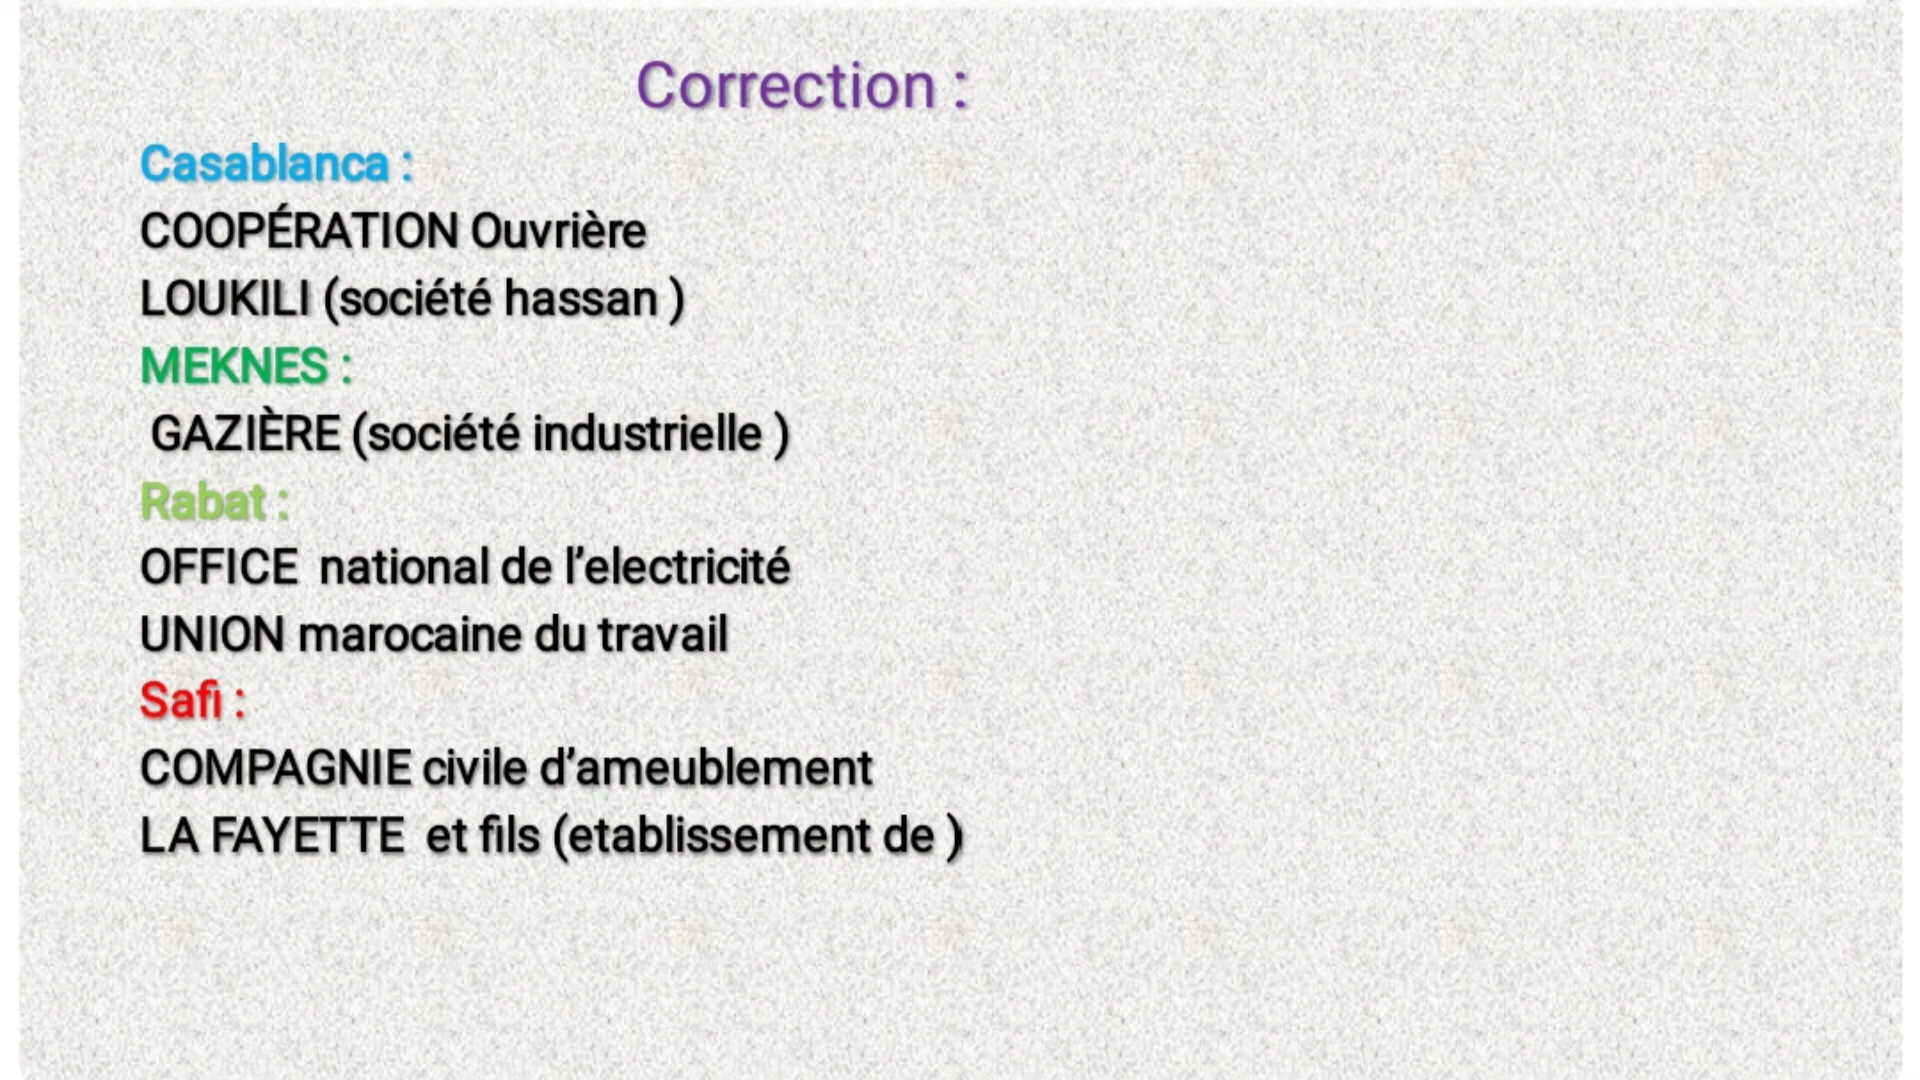 Correction :
Casablanca :
COOPÉRATION Ouvrière
LOUKILI (société hassan )
MEKNES :
GAZIÈRE (société industrielle )
Rabat :
OFFICE  national de l’electricité
UNION marocaine du travail
Safi :
COMPAGNIE civile d’ameublement
LA FAYETTE  et fils (etablissement de )